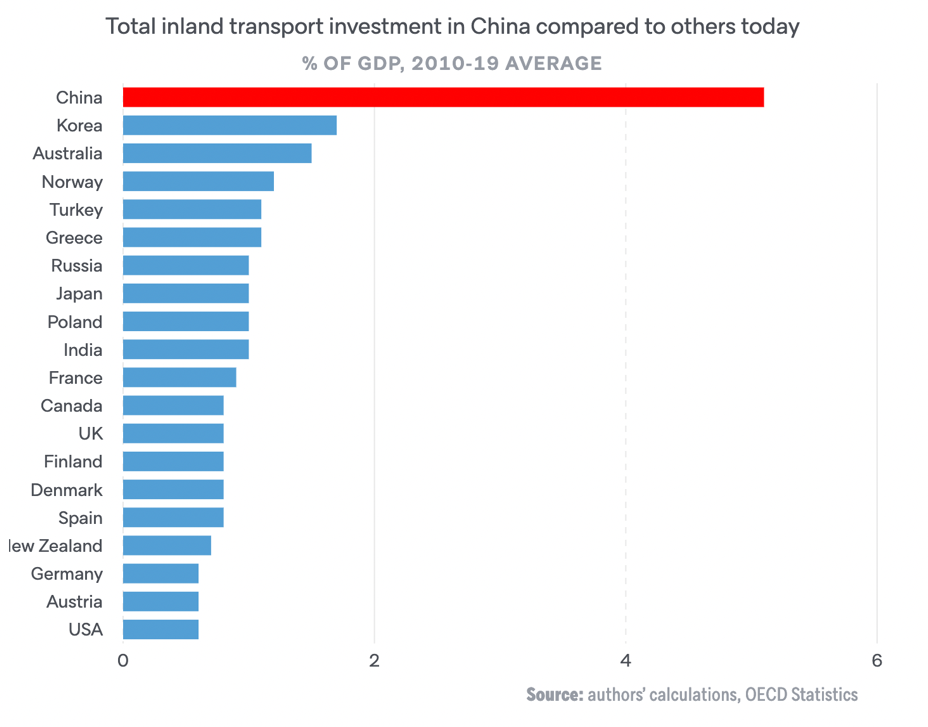 Total inland transport investment in China compared to others today
% OF GDP, 2010-19 AVERAGE
China
Korea
Australia
Norway
Turkey
Greece
Russia
Japan
Poland
India
France
Canada
UK
Finland
Denmark
Spain
ew Zealand
Germany
Austria
USA
0 2 4 6
Source: authors' calculations, OECD Statistics